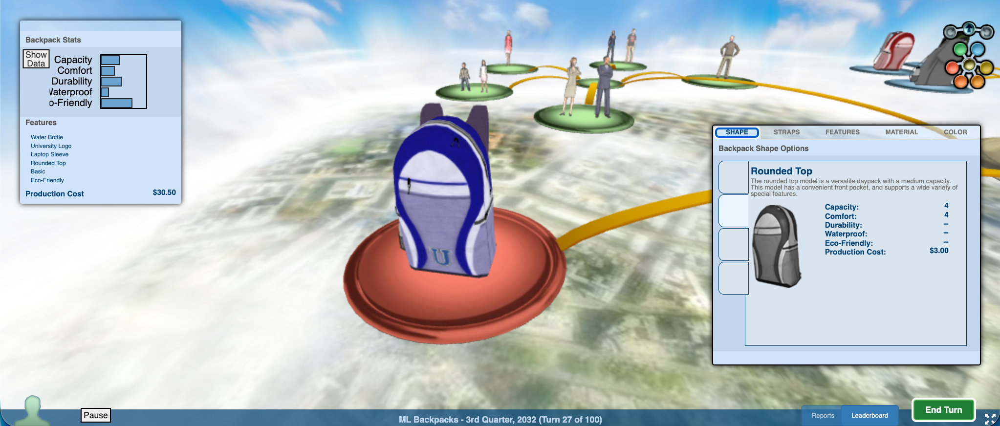 Backpack Stats
Show
Data
Capacity
Comfort
Durability
Waterproof
o-Friendly
Features
Water Bottle
University Logo
Laptop Sleeve
Rounded Top
Basic
Eco-Friendly
Production Cost $30.50
U
SHAPE STRAPS FEATURES MATERIAL COLOR
Backpack Shape Options
Rounded Top
The rounded top model is a versatile daypack with a medium capacity.
This model has a convenient front pocket, and supports a wide variety of
special features.
Capacity: 4
Comfort: 4
Durability: --
Waterproof: --
Eco-Friendly: --
Production Cost: $3.00
Pause
ML Backpacks - 3rd Quarter, 2032 (Turn 27 of 100)
Reports
Leaderboard
End Turn